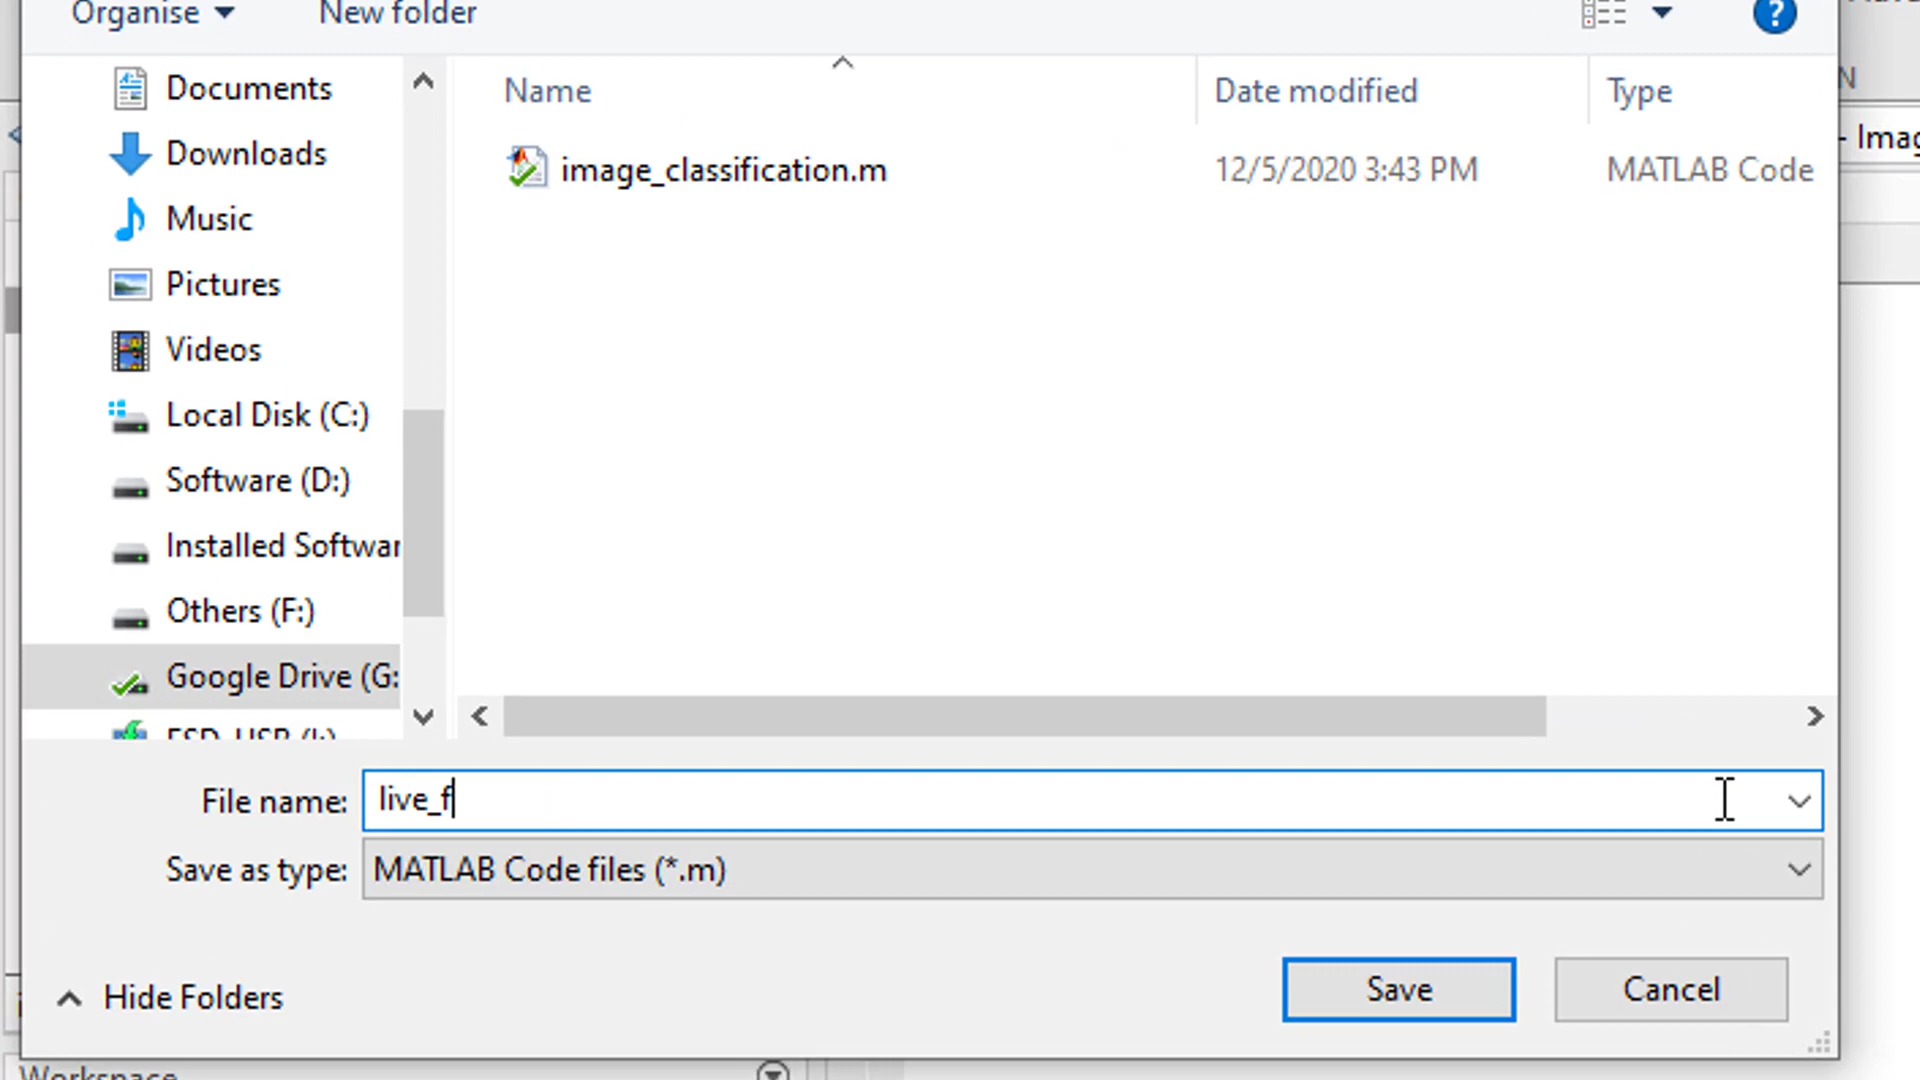 Organise New folder
Name Date modified Type
Documents
Downloads
Music
Pictures
Videos
Local Disk (C:)
Software (D:)
Installed Softwar
Others (F:)
Google Drive (G:
image_classification.m 12/5/2020 3:43 PM MATLAB Code
File name: live_f
Save as type: MATLAB Code files (*.m)
Hide Folders
Save Cancel
N
- Imag
Workspace